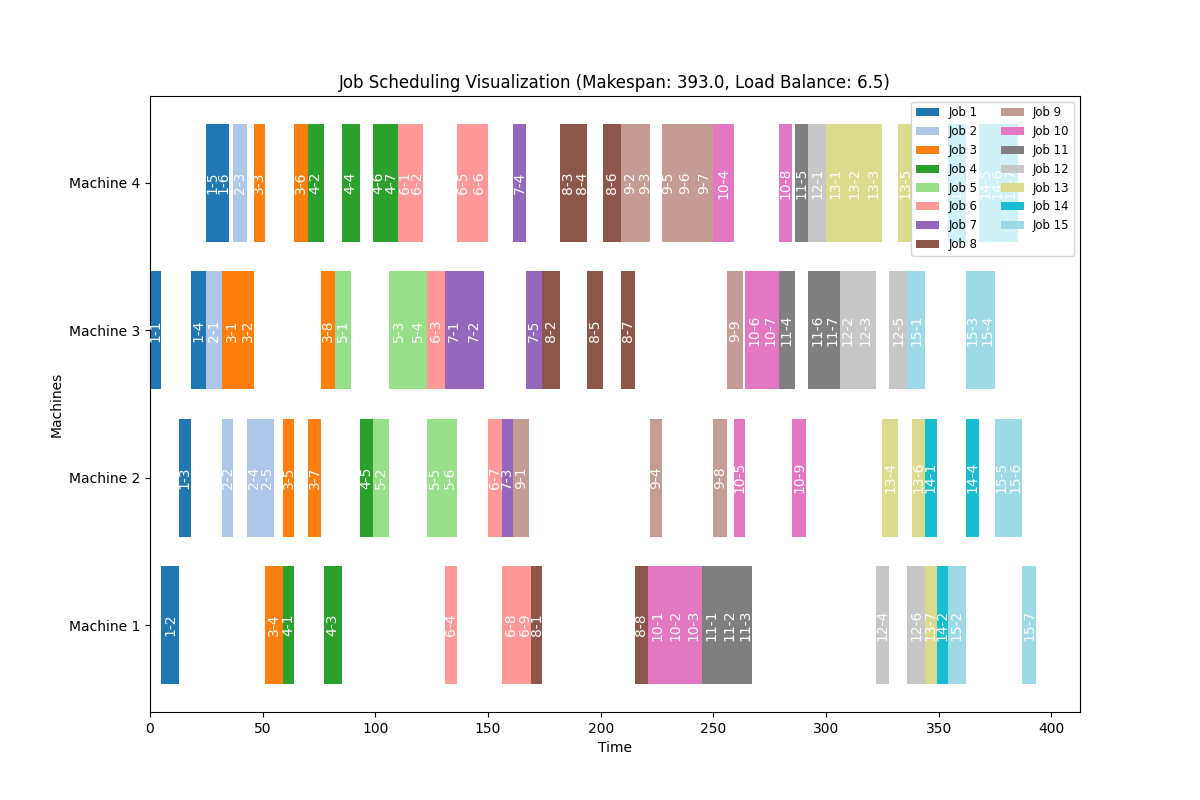 Job Scheduling Visualization (Makespan: 393.0, Load Balance: 6.5)
Machine 4
1-5 1-6 2-3 3-3 3-6 4-2 4-4 4-6 4-7 6-1 6-2 6-5 6-6 7-4 8-3 8-4 8-6 9-2 9-3 9-5 9-6 9-7 10-4 10-8 11-5 12-1 13-1 13-2 13-3 13-5
Job 1 Job 9
Job 2 Job 10
Job 3 Job 11
Job 4 Job 12
Job 5 Job 13
Job 6 Job 14
Job 7 Job 15
Job 8
Machine 3
1-1 1-4 2-1 3-1 3-2 3-8 5-1 5-3 5-4 6-3 7-1 7-2 7-5 8-2 8-5 8-7 9-9 10-6 10-7 11-4 11-6 11-7 12-2 12-3 12-5 15-1 15-3 15-4
Machines
Machine 2
1-3 2-2 2-4 2-5 3-5 3-7 4-5 5-2 5-5 5-6 6-7 7-3 9-1 9-4 9-8 10-5 10-9 13-4 13-6 14-1 14-4 15-5 15-6
Machine 1
1-2 3-4 4-1 4-3 6-4 6-8 6-9 8-1 8-8 10-1 10-2 10-3 11-1 11-2 11-3 12-4 12-6 13-7 14-2 15-2 15-7
0 50 100 150 200 250 300 350 400
Time